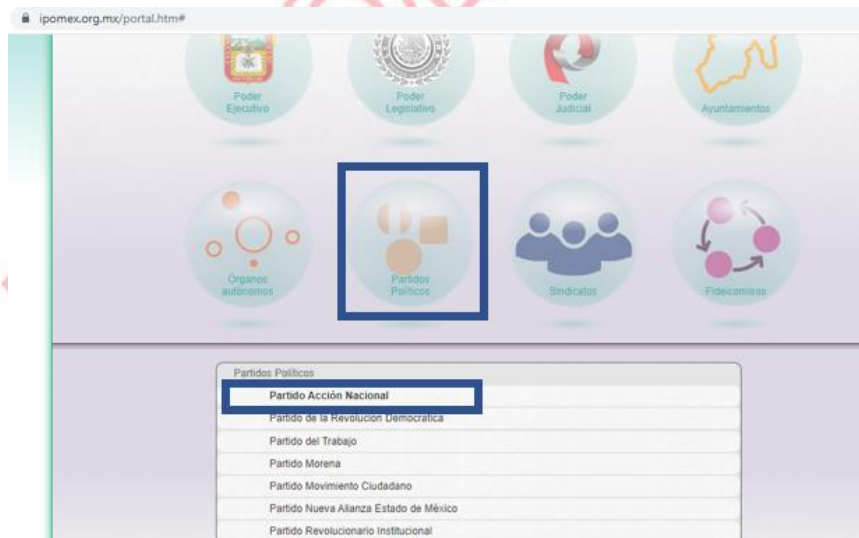 ipomex.org.mx/portal.htm#
Poder
Ejecutivo
Poder
Legislativo
Poder
Judicial
Ayuntamientos
Órganos
autónomos
Partidos
Políticos
Sindicatos
Fideicomisos
Partidos Políticos
Partido Acción Nacional
Partido de la Revolucion Democratica
Partido del Trabajo
Partido Morena
Partido Movimiento Ciudadano
Partido Nueva Alianza Estado de México
Partido Revolucionario Institucional